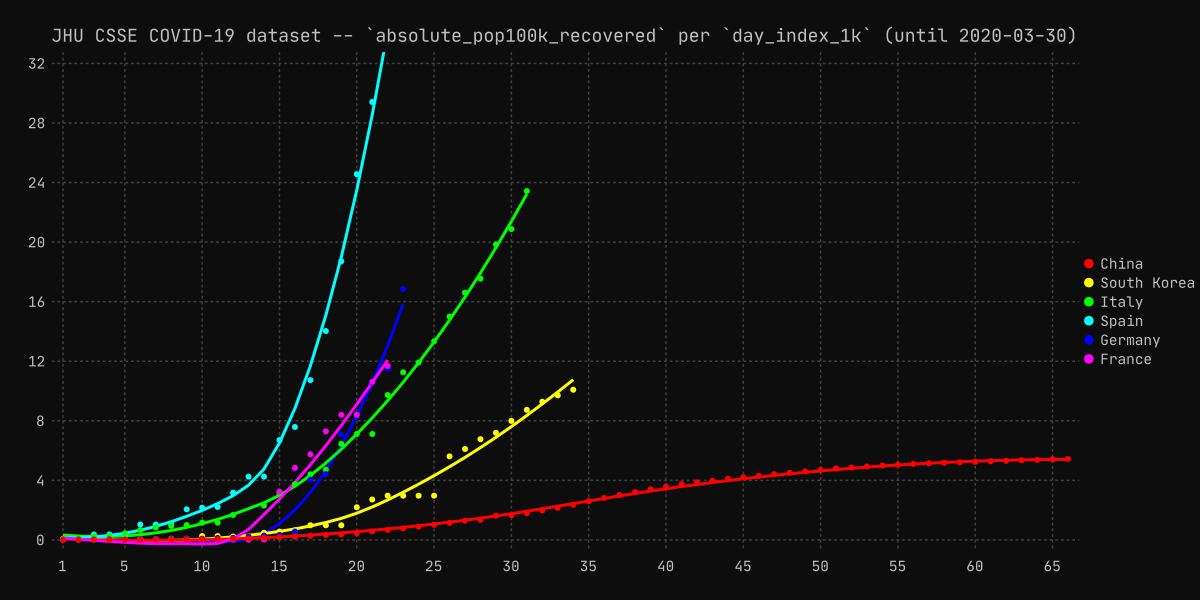 JHU CSSE COVID-19 dataset -- `absolute_pop100k_recovered` per `day_index_1k` (until 2020-03-30)
32
28
24
20
16
12
8
4
0
1 5 10 15 20 25 30 35 40 45 50 55 60 65
China
South Korea
Italy
Spain
Germany
France